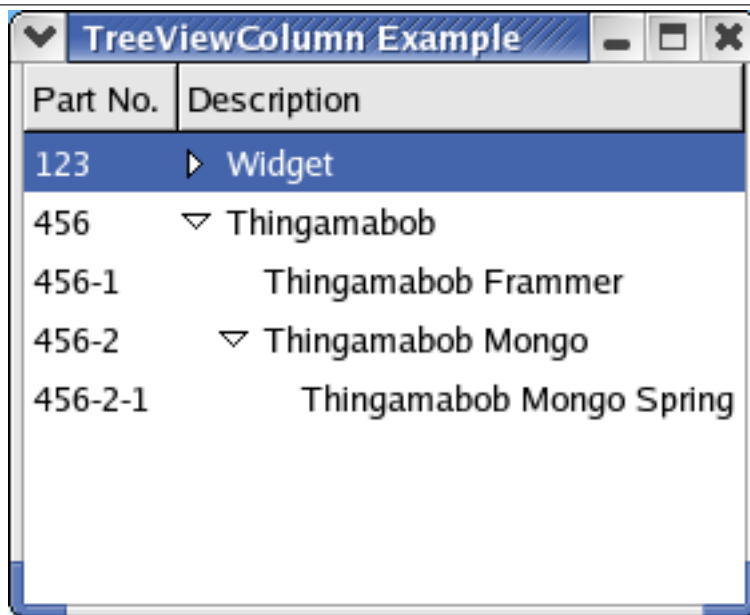 TreeViewColumn Example
Part No. Description
123 Widget
456 Thingamabob
456-1 Thingamabob Frammer
456-2 Thingamabob Mongo
456-2-1 Thingamabob Mongo Spring